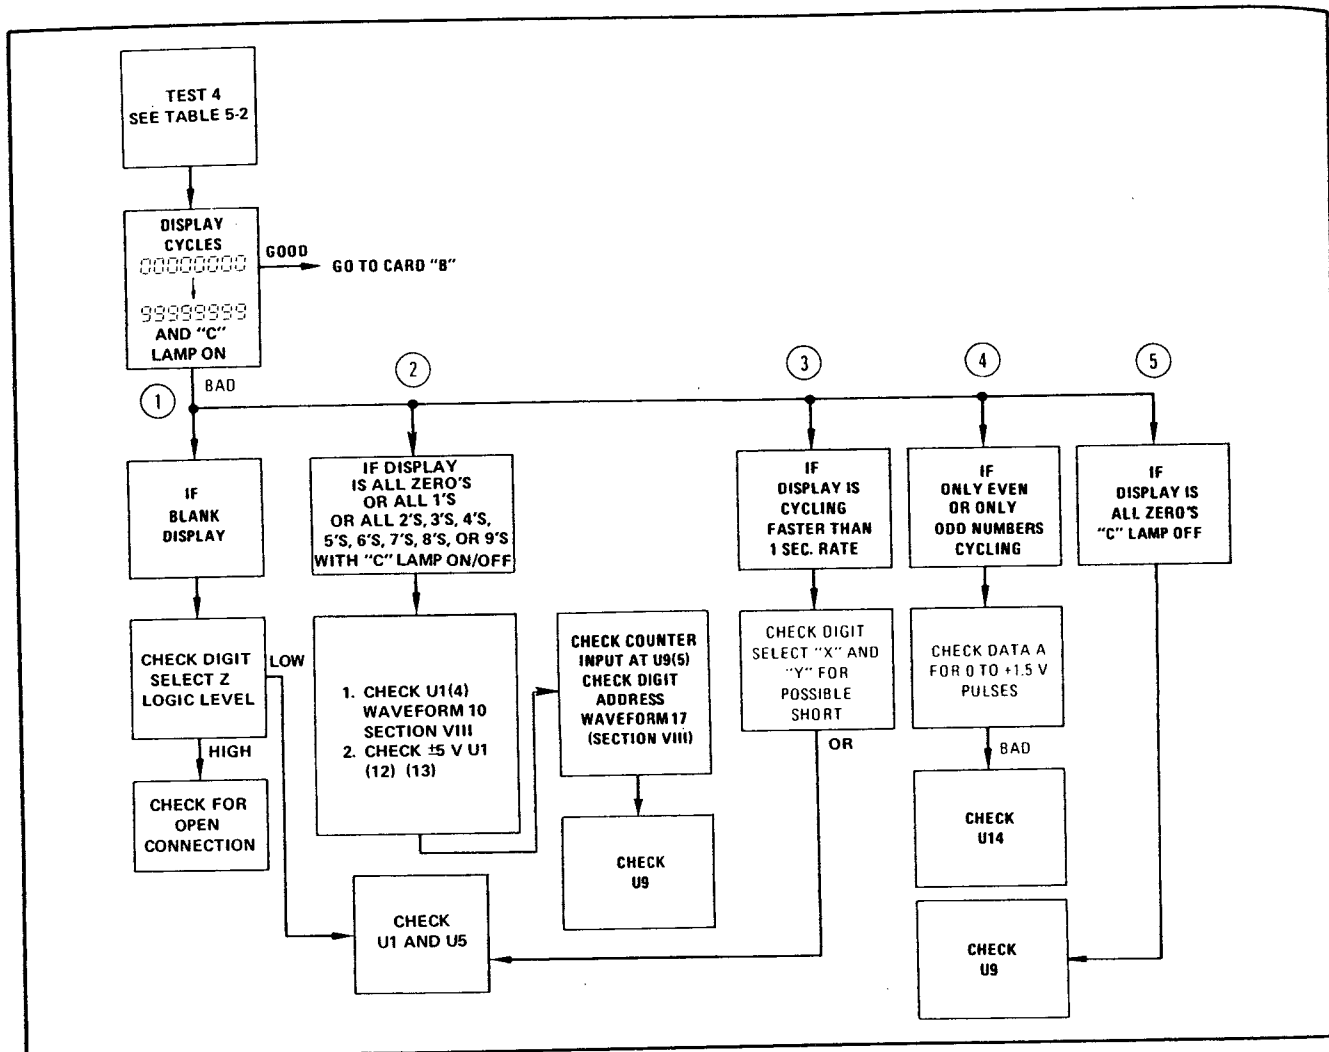 TEST 4
SEE TABLE 5-2
DISPLAY
CYCLES
00000000
99999999
AND "C"
LAMP ON
GOOD
GO TO CARD "B"
BAD
1
2
3
4
5
IF
BLANK
DISPLAY
IF DISPLAY
IS ALL ZERO'S
OR ALL 1'S
OR ALL 2'S, 3'S, 4'S,
5'S, 6'S, 7'S, 8'S, OR 9'S
WITH "C" LAMP ON/OFF
IF
DISPLAY IS
CYCLING
FASTER THAN
1 SEC. RATE
IF
ONLY EVEN
OR ONLY
ODD NUMBERS
CYCLING
IF
DISPLAY IS
ALL ZERO'S
"C" LAMP OFF
CHECK DIGIT
SELECT Z
LOGIC LEVEL
LOW
HIGH
CHECK FOR
OPEN
CONNECTION
1. CHECK U1(4)
WAVEFORM 10
SECTION VIII
2. CHECK ±5 V U1
(12) (13)
CHECK COUNTER
INPUT AT U9(5)
CHECK DIGIT
ADDRESS
WAVEFORM 17
(SECTION VIII)
CHECK
U9
CHECK DIGIT
SELECT "X" AND
"Y" FOR
POSSIBLE
SHORT
OR
CHECK DATA A
FOR 0 TO +1.5 V
PULSES
BAD
CHECK
U14
CHECK
U1 AND U5
CHECK
U9